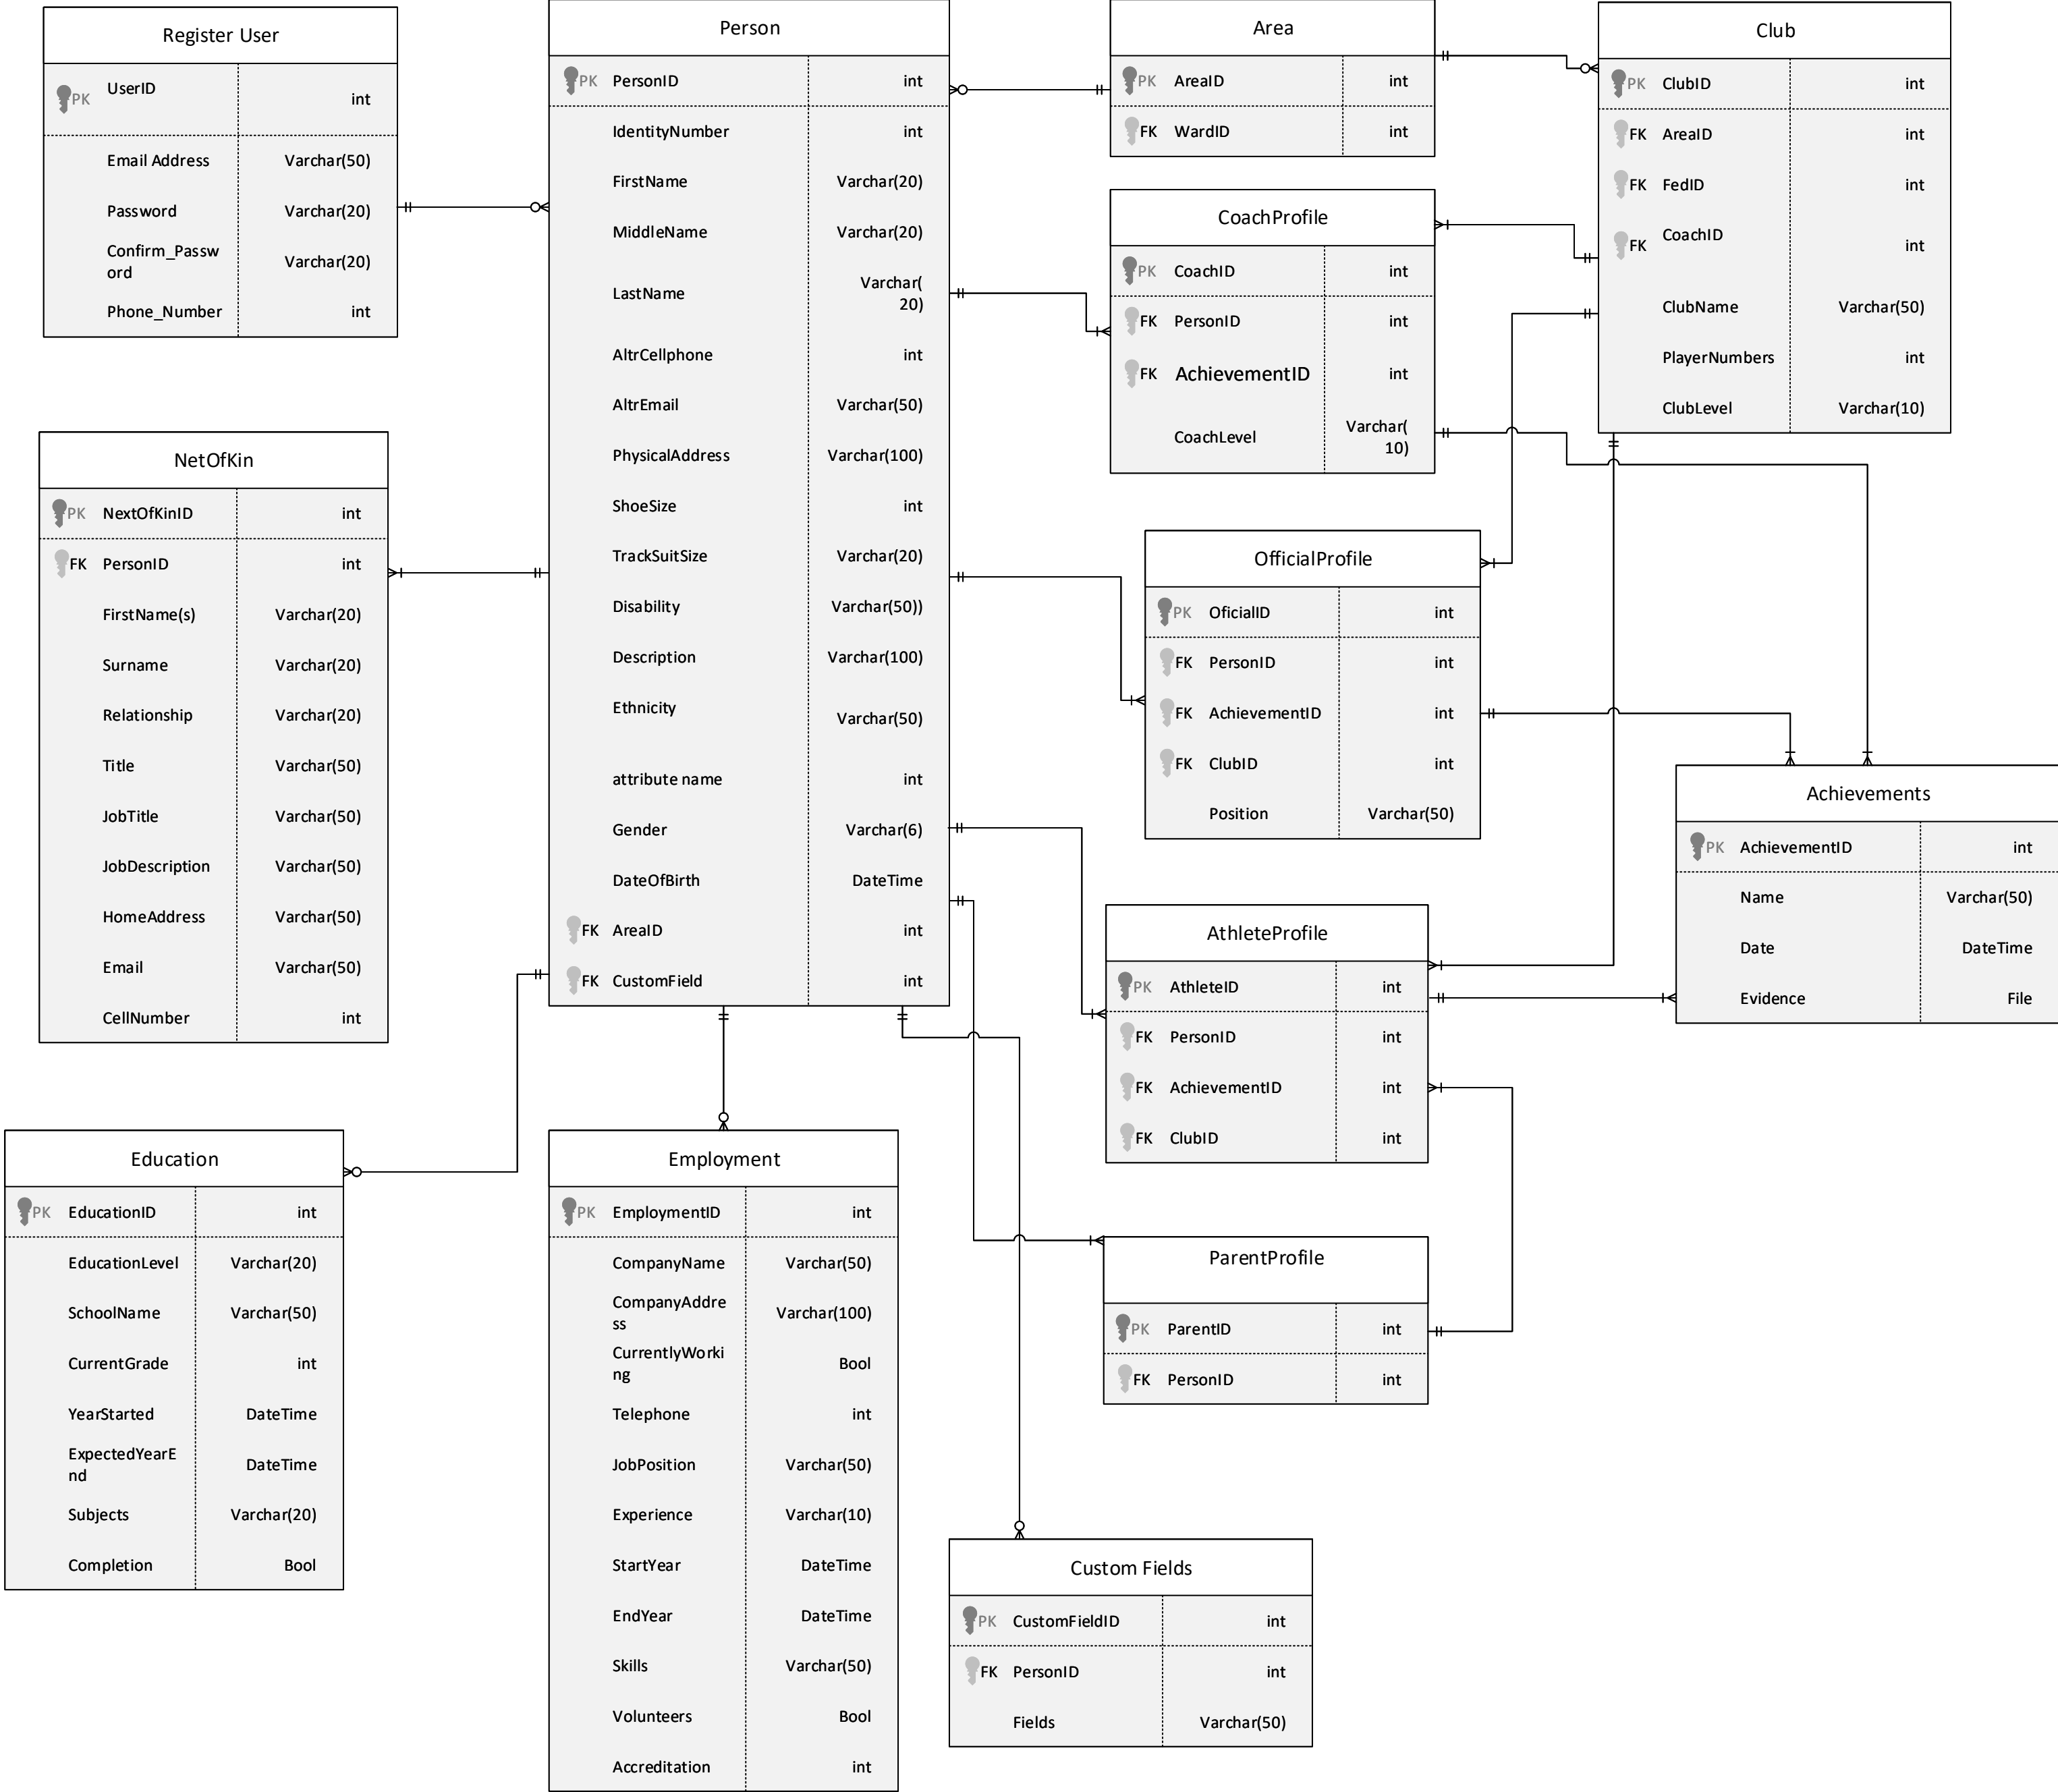 Register User
PK UserID int
Email Address Varchar(50)
Password Varchar(20)
Confirm_Passw
ord Varchar(20)
Phone_Number int
Person
PK PersonID int
IdentityNumber int
FirstName Varchar(20)
MiddleName Varchar(20)
LastName Varchar(
20)
AltrCellphone int
AltrEmail Varchar(50)
PhysicalAddress Varchar(100)
ShoeSize int
TrackSuitSize Varchar(20)
Disability Varchar(50))
Description Varchar(100)
Ethnicity Varchar(50)
attribute name int
Gender Varchar(6)
DateOfBirth DateTime
FK AreaID int
FK CustomField int
Area
PK AreaID int
FK WardID int
Club
PK ClubID int
FK AreaID int
FK FedID int
FK CoachID int
ClubName Varchar(50)
PlayerNumbers int
ClubLevel Varchar(10)
CoachProfile
PK CoachID int
FK PersonID int
FK AchievementID int
CoachLevel Varchar(
10)
NetOfKin
PK NextOfKinID int
FK PersonID int
FirstName(s) Varchar(20)
Surname Varchar(20)
Relationship Varchar(20)
Title Varchar(50)
JobTitle Varchar(50)
JobDescription Varchar(50)
HomeAddress Varchar(50)
Email Varchar(50)
CellNumber int
OfficialProfile
PK OficialID int
FK PersonID int
FK AchievementID int
FK ClubID int
Position Varchar(50)
Achievements
PK AchievementID int
Name Varchar(50)
Date DateTime
Evidence File
AthleteProfile
PK AthleteID int
FK PersonID int
FK AchievementID int
FK ClubID int
Education
PK EducationID int
EducationLevel Varchar(20)
SchoolName Varchar(50)
CurrentGrade int
YearStarted DateTime
ExpectedYearE
nd DateTime
Subjects Varchar(20)
Completion Bool
Employment
PK EmploymentID int
CompanyName Varchar(50)
CompanyAddre
ss Varchar(100)
CurrentlyWorki
ng Bool
Telephone int
JobPosition Varchar(50)
Experience Varchar(10)
StartYear DateTime
EndYear DateTime
Skills Varchar(50)
Volunteers Bool
Accreditation int
ParentProfile
PK ParentID int
FK PersonID int
Custom Fields
PK CustomFieldID int
FK PersonID int
Fields Varchar(50)